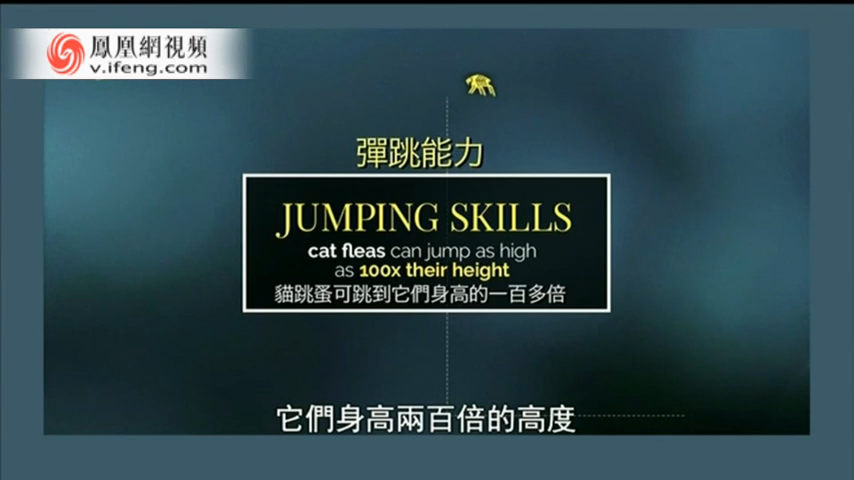 鳳凰網視頻
v.ifeng.com
彈跳能力
JUMPING SKILLS
cat fleas can jump as high
as 100x their height
貓跳蚤可跳到它們身高的一百多倍
它們身高兩百倍的高度